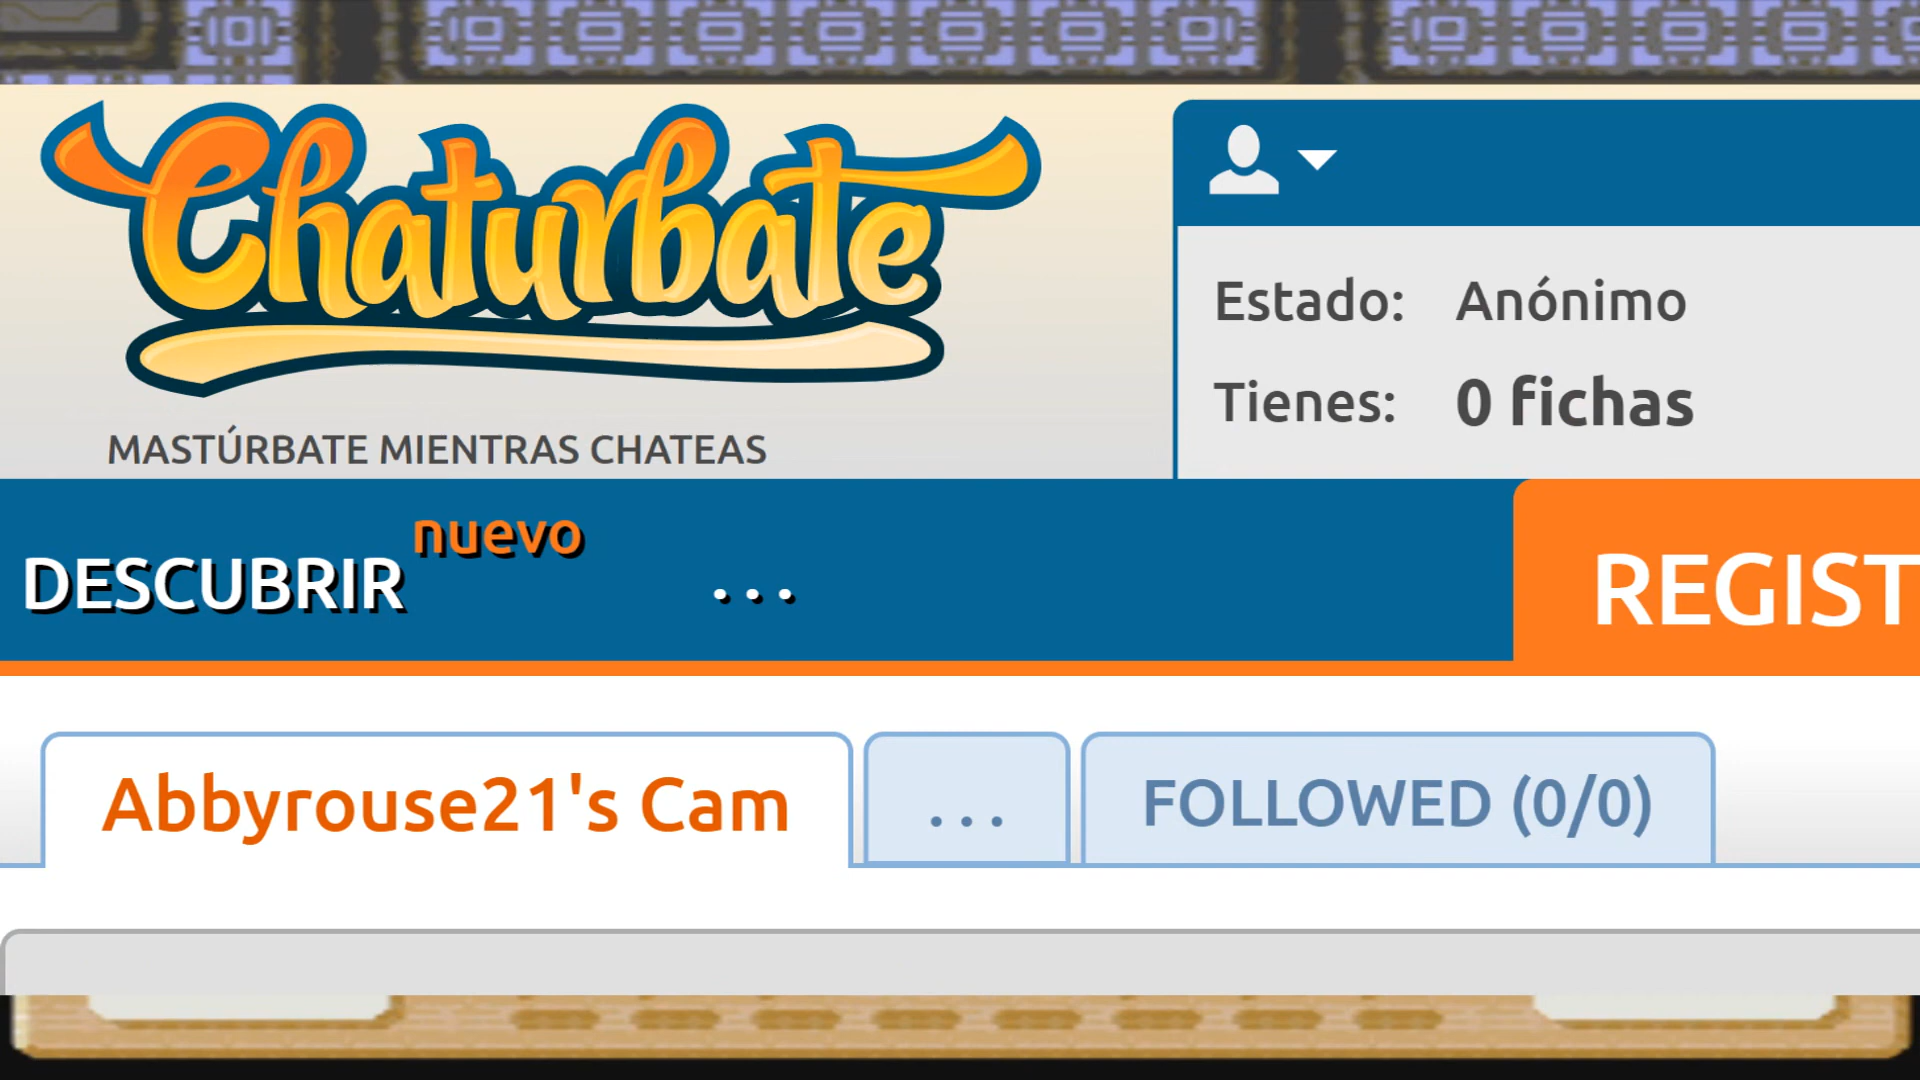 Chaturbate
MASTÚRBATE MIENTRAS CHATEAS
Estado: Anónimo
Tienes: 0 fichas
DESCUBRIR nuevo ...
REGIST
Abbyrouse21's Cam
...
FOLLOWED (0/0)